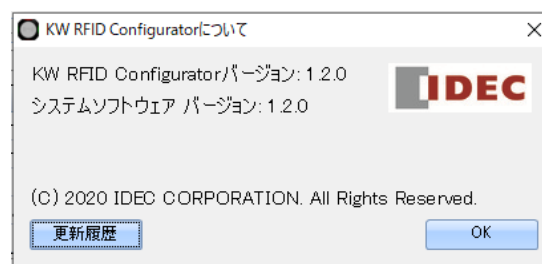 KW RFID Configuratorについて
KW RFID Configuratorバージョン: 1.2.0
IDEC
システムソフトウェア バージョン: 1.2.0
(C) 2020 IDEC CORPORATION. All Rights Reserved.
更新履歴
OK